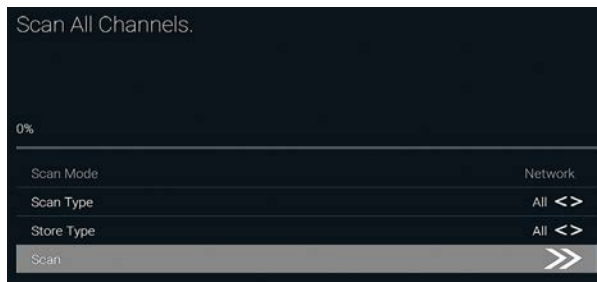 Scan All Channels.
0%
Scan Mode Network
Scan Type All <>
Store Type All <>
Scan